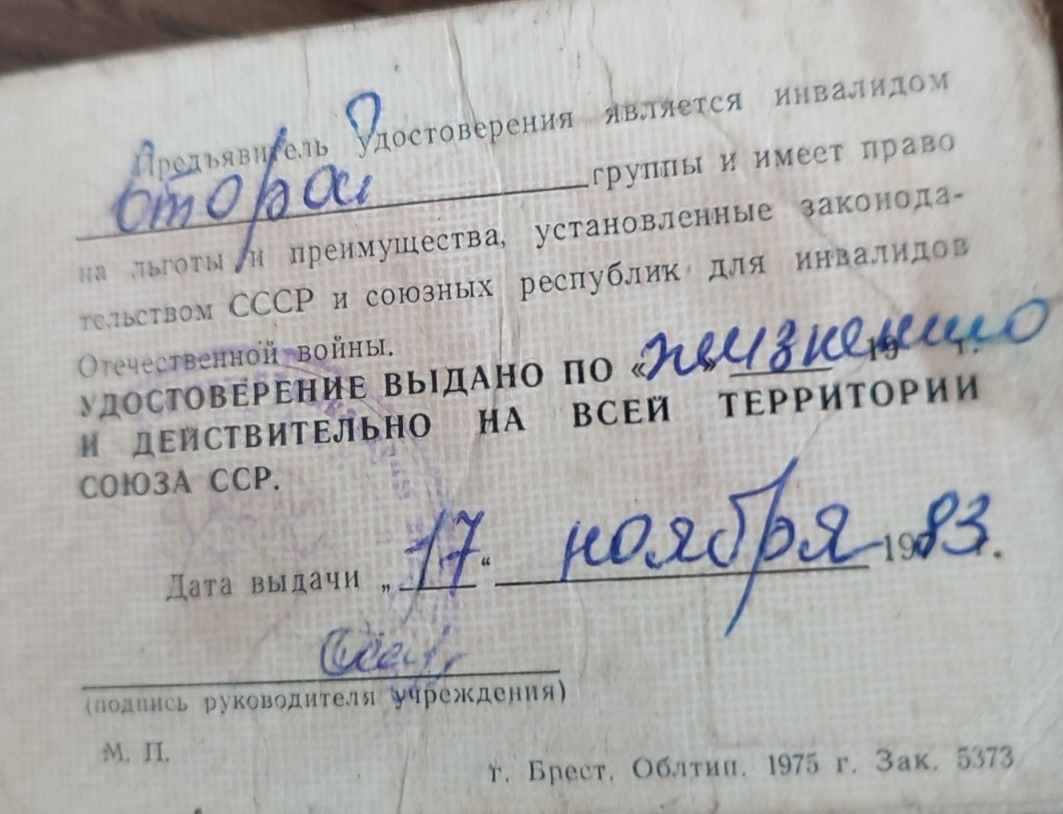 Предъявитель удостоверения является инвалидом
второй группы и имеет право
на льготы и преимущества, установленные законода-
тельством СССР и союзных республик для инвалидов
Отечественной войны.
УДОСТОВЕРЕНИЕ ВЫДАНО ПО « » 19 г.
И ДЕЙСТВИТЕЛЬНО НА ВСЕЙ ТЕРРИТОРИИ
СОЮЗА ССР.
Дата выдачи „17“ ноября 1983 г.
(подпись руководителя учреждения)
М. П.
г. Брест. Облтип. 1975 г. Зак. 5373